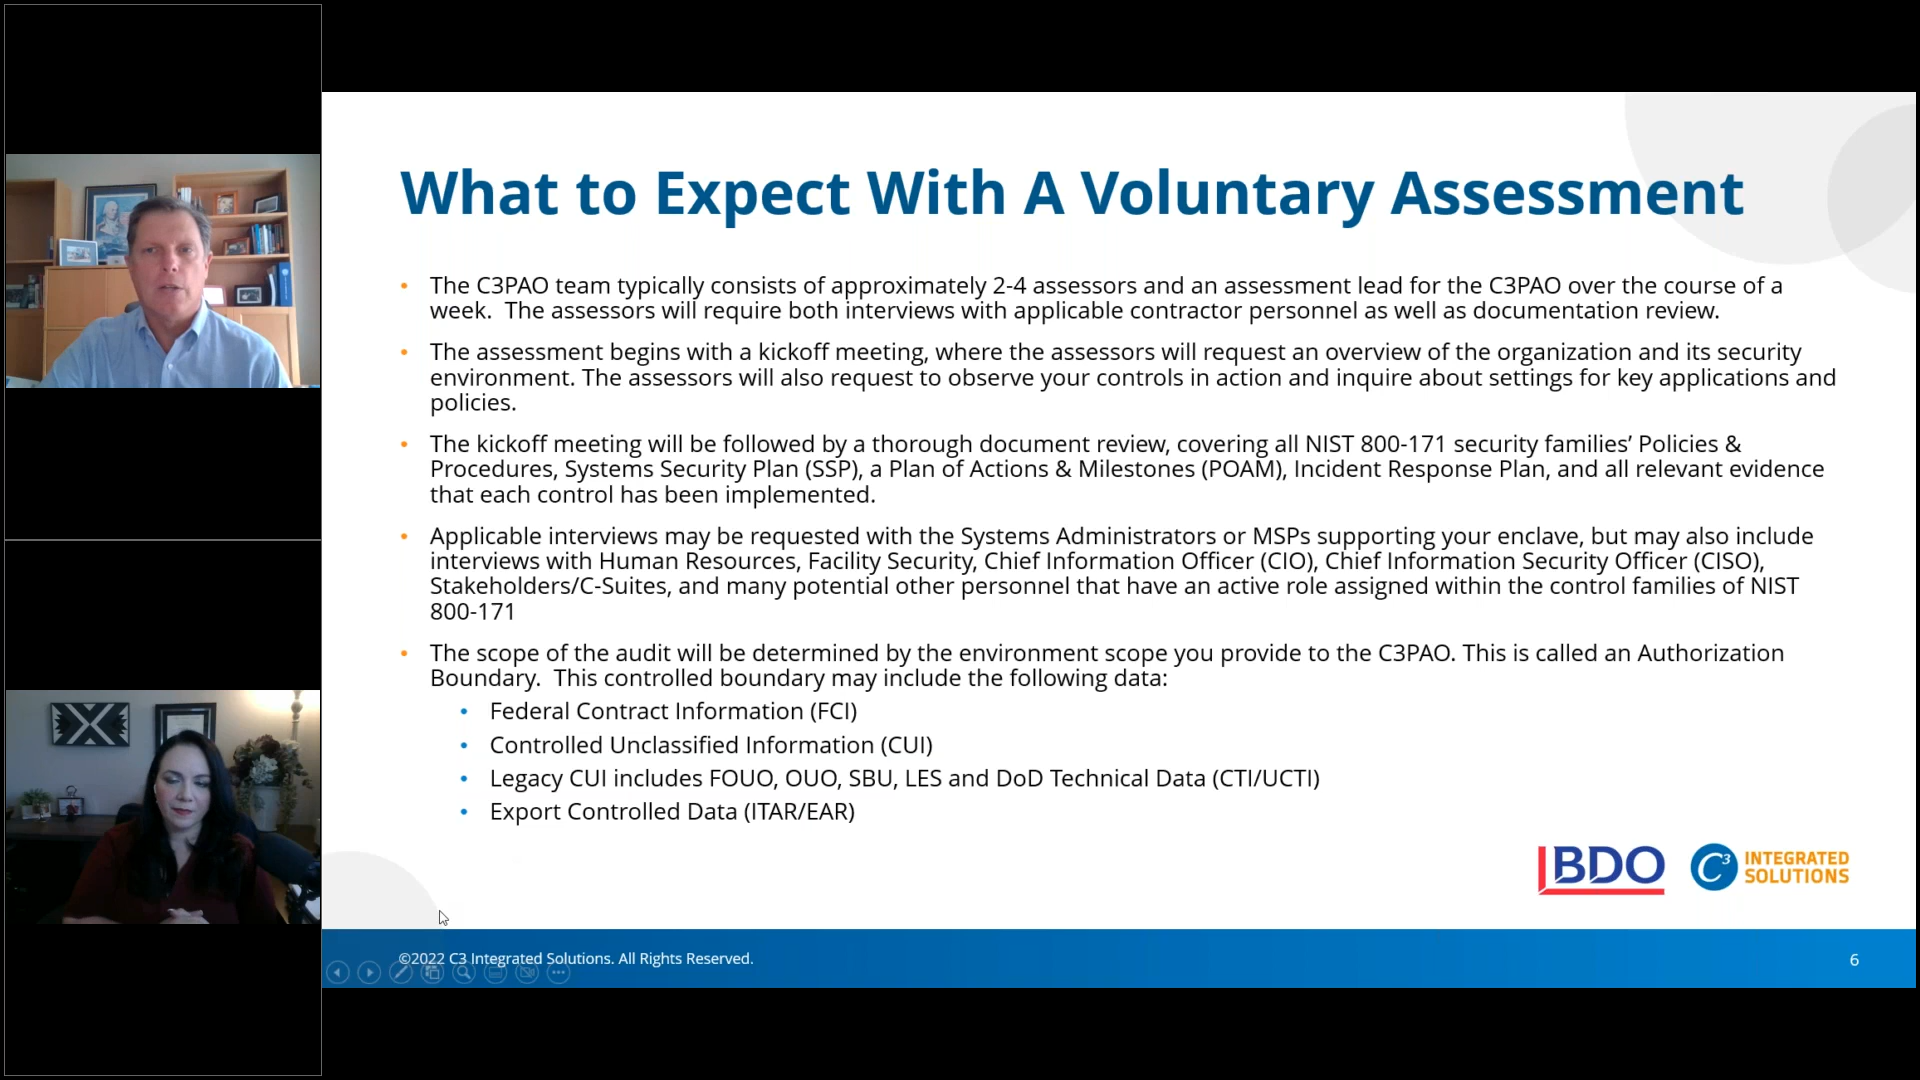 What to Expect With A Voluntary Assessment
• The C3PAO team typically consists of approximately 2-4 assessors and an assessment lead for the C3PAO over the course of a
week.  The assessors will require both interviews with applicable contractor personnel as well as documentation review.
• The assessment begins with a kickoff meeting, where the assessors will request an overview of the organization and its security
environment. The assessors will also request to observe your controls in action and inquire about settings for key applications and
policies.
• The kickoff meeting will be followed by a thorough document review, covering all NIST 800-171 security families’ Policies &
Procedures, Systems Security Plan (SSP), a Plan of Actions & Milestones (POAM), Incident Response Plan, and all relevant evidence
that each control has been implemented.
• Applicable interviews may be requested with the Systems Administrators or MSPs supporting your enclave, but may also include
interviews with Human Resources, Facility Security, Chief Information Officer (CIO), Chief Information Security Officer (CISO),
Stakeholders/C-Suites, and many potential other personnel that have an active role assigned within the control families of NIST
800-171
• The scope of the audit will be determined by the environment scope you provide to the C3PAO. This is called an Authorization
Boundary.  This controlled boundary may include the following data:
• Federal Contract Information (FCI)
• Controlled Unclassified Information (CUI)
• Legacy CUI includes FOUO, OUO, SBU, LES and DoD Technical Data (CTI/UCTI)
• Export Controlled Data (ITAR/EAR)
BDO
C³ INTEGRATED
SOLUTIONS
©2022 C3 Integrated Solutions. All Rights Reserved.
6